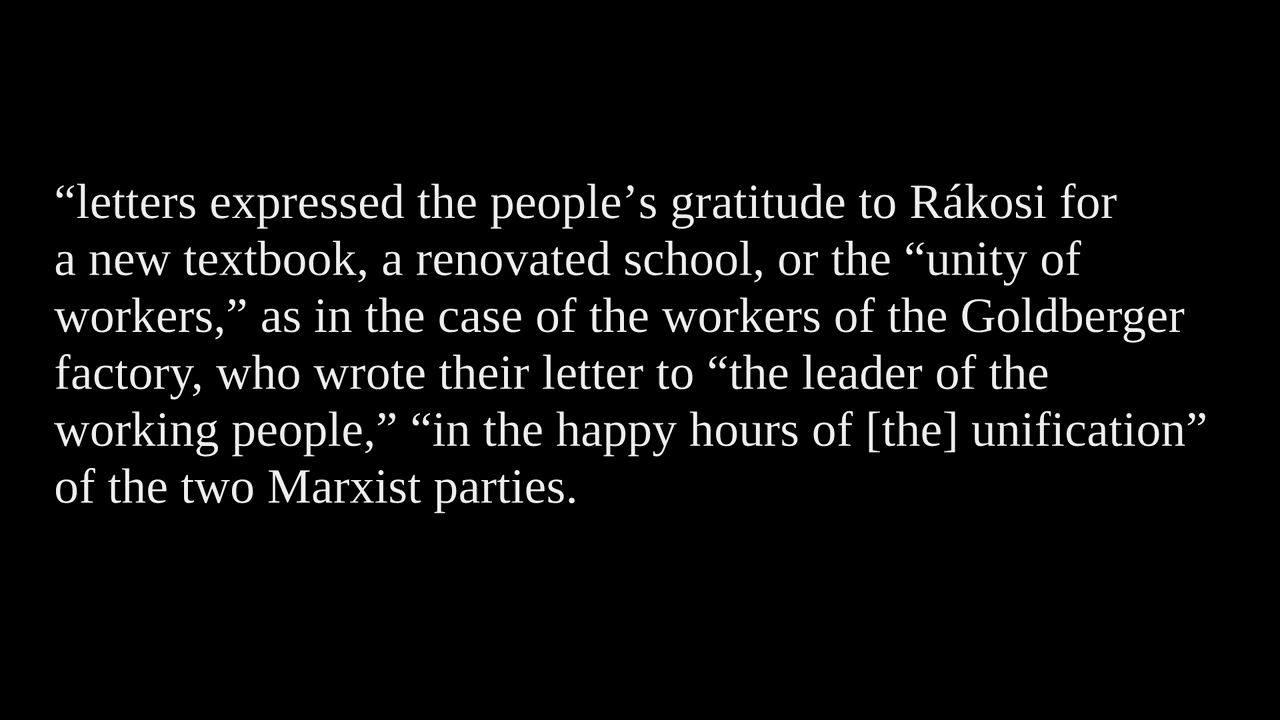 “letters expressed the people’s gratitude to Rákosi for
a new textbook, a renovated school, or the “unity of
workers,” as in the case of the workers of the Goldberger
factory, who wrote their letter to “the leader of the
working people,” “in the happy hours of [the] unification”
of the two Marxist parties.